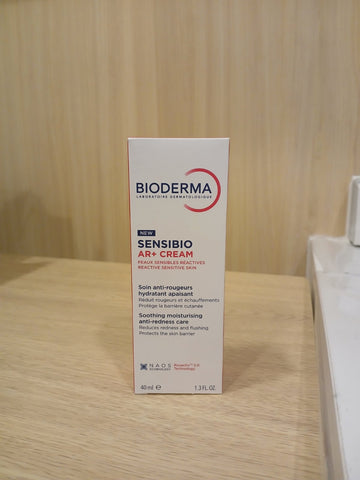 BIODERMA
LABORATOIRE DERMATOLOGIQUE
NEW
SENSIBIO
AR+ CREAM
PEAUX SENSIBLES RÉACTIVES
REACTIVE SENSITIVE SKIN
Soin anti-rougeurs
hydratant apaisant
Réduit rougeurs et échauffements
Protège la barrière cutanée
Soothing moisturising
anti-redness care
Reduces redness and flushing
Protects the skin barrier
NAOS
ECOBIOLOGY
Technology
40 ml e
1.3 FL.OZ.